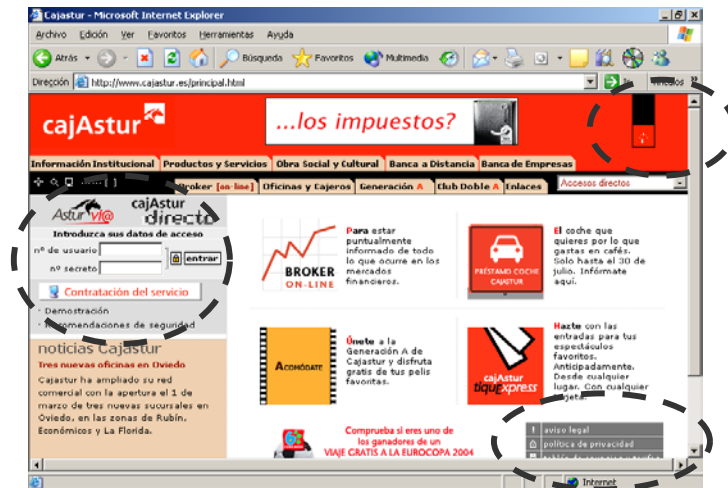 Cajastur - Microsoft Internet Explorer
Archivo Edición Ver Favoritos Herramientas Ayuda
Atrás Búsqueda Favoritos Multimedia
Dirección http://www.cajastur.es/principal.html Ir Vínculos
cajAstur
...los impuestos?
Información Institucional Productos y Servicios Obra Social y Cultural Banca a Distancia Banca de Empresas
Broker [on-line] Oficinas y Cajeros Generación A Club Doble A Enlaces Accesos directos
Astur Vi@ cajAstur directo
Introduzca sus datos de acceso
nº de usuario
nº secreto
entrar
Contratación del servicio
· Demostración
· Recomendaciones de seguridad
noticias Cajastur
Tres nuevas oficinas en Oviedo
Cajastur ha ampliado su red
comercial con la apertura el 1 de
marzo de tres nuevas sucursales en
Oviedo, en las zonas de Rubín,
Económicos y La Florida.
BROKER
ON-LINE
Para estar
puntualmente
informado de todo
lo que ocurre en los
mercados
financieros.
PRÉSTAMO COCHE
CAJASTUR
El coche que
quieres por lo que
gastas en cafés.
Solo hasta el 30 de
julio. Infórmate
aquí.
ACOMÓDATE
Únete a la
Generación A de
Cajastur y disfruta
gratis de tus pelis
favoritas.
cajAstur
tiquExpress
Hazte con las
entradas para tus
espectáculos
favoritos.
Anticipadamente.
Desde cualquier
lugar. Con cualquier
tarjeta.
Comprueba si eres uno de
los ganadores de un
VIAJE GRATIS A LA EUROCOPA 2004
aviso legal
política de privacidad
Internet